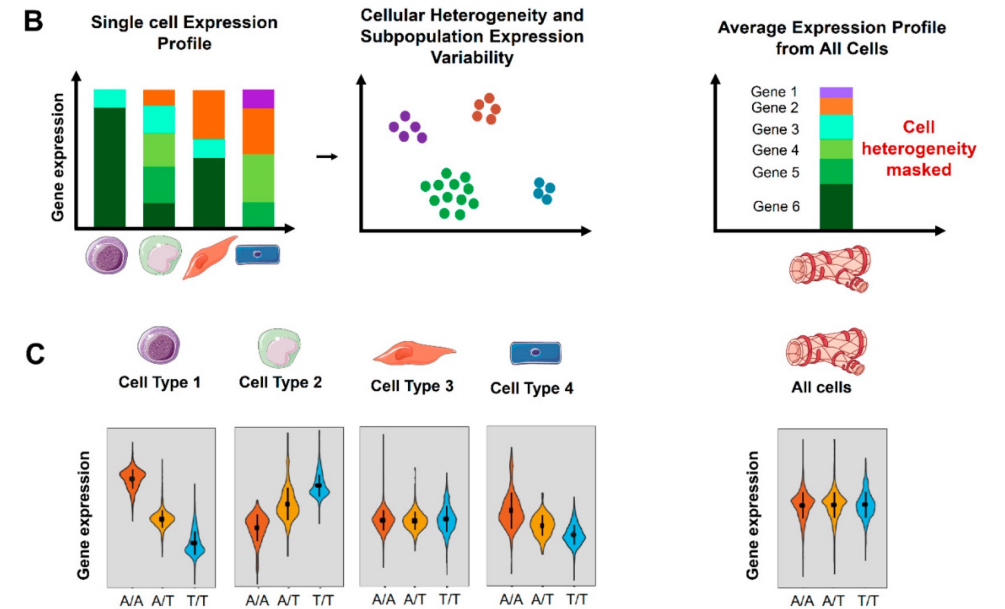 B
Single cell Expression
Profile
Cellular Heterogeneity and
Subpopulation Expression
Variability
Average Expression Profile
from All Cells
Gene expression
Gene 1
Gene 2
Gene 3
Gene 4
Gene 5
Gene 6
Cell
heterogeneity
masked
C
Cell Type 1
Cell Type 2
Cell Type 3
Cell Type 4
All cells
Gene expression
A/A A/T T/T
A/A A/T T/T
A/A A/T T/T
A/A A/T T/T
Gene expression
A/A A/T T/T